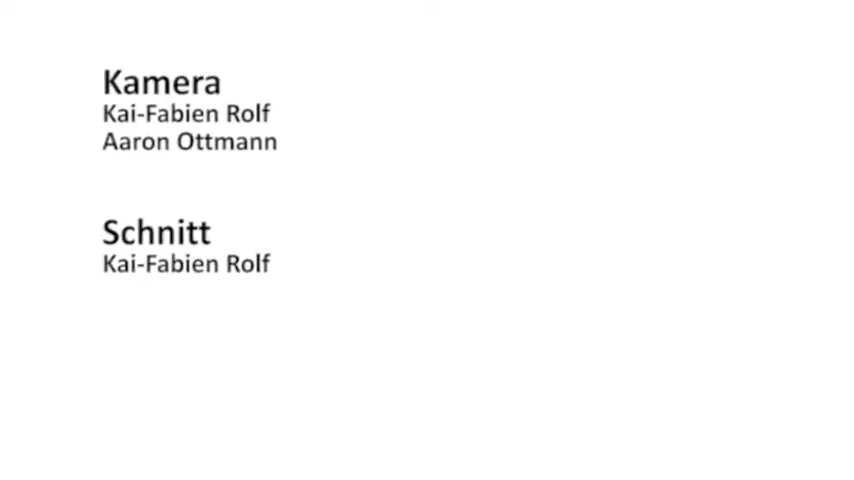 Kamera
Kai-Fabien Rolf
Aaron Ottmann
Schnitt
Kai-Fabien Rolf